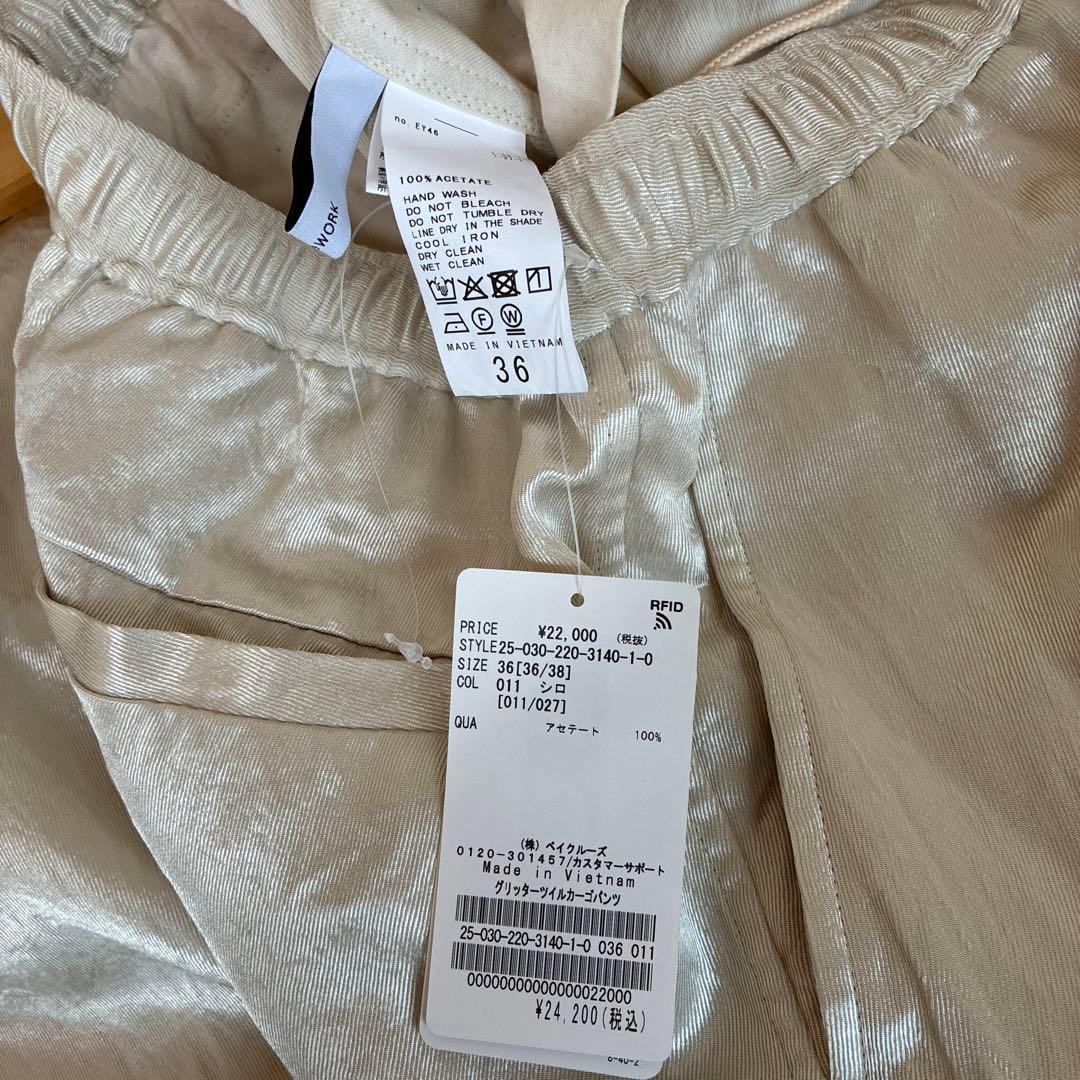 no. EY46
100% ACETATE
HAND WASH
DO NOT BLEACH
DO NOT TUMBLE DRY
LINE DRY IN THE SHADE
COOL IRON
DRY CLEAN
WET CLEAN
F W
MADE IN VIETNAM
36
RFID
PRICE ¥22,000 (税抜)
STYLE25-030-220-3140-1-0
SIZE 36[36/38]
COL 011 シロ
[011/027]
QUA アセテート 100%
(株) ベイクルーズ
0120-301457/カスタマーサポート
Made in Vietnam
グリッターツイルカーゴパンツ
25-030-220-3140-1-0 036 011
00000000000000022000
¥24,200(税込)